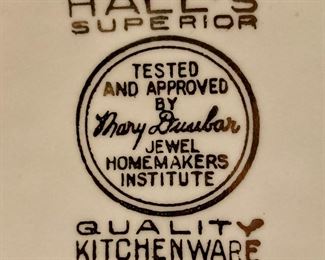 HALL'S
SUPERIOR
TESTED
AND APPROVED
BY
Mary Dunbar
JEWEL
HOMEMAKERS
INSTITUTE
QUALITY
KITCHENWARE